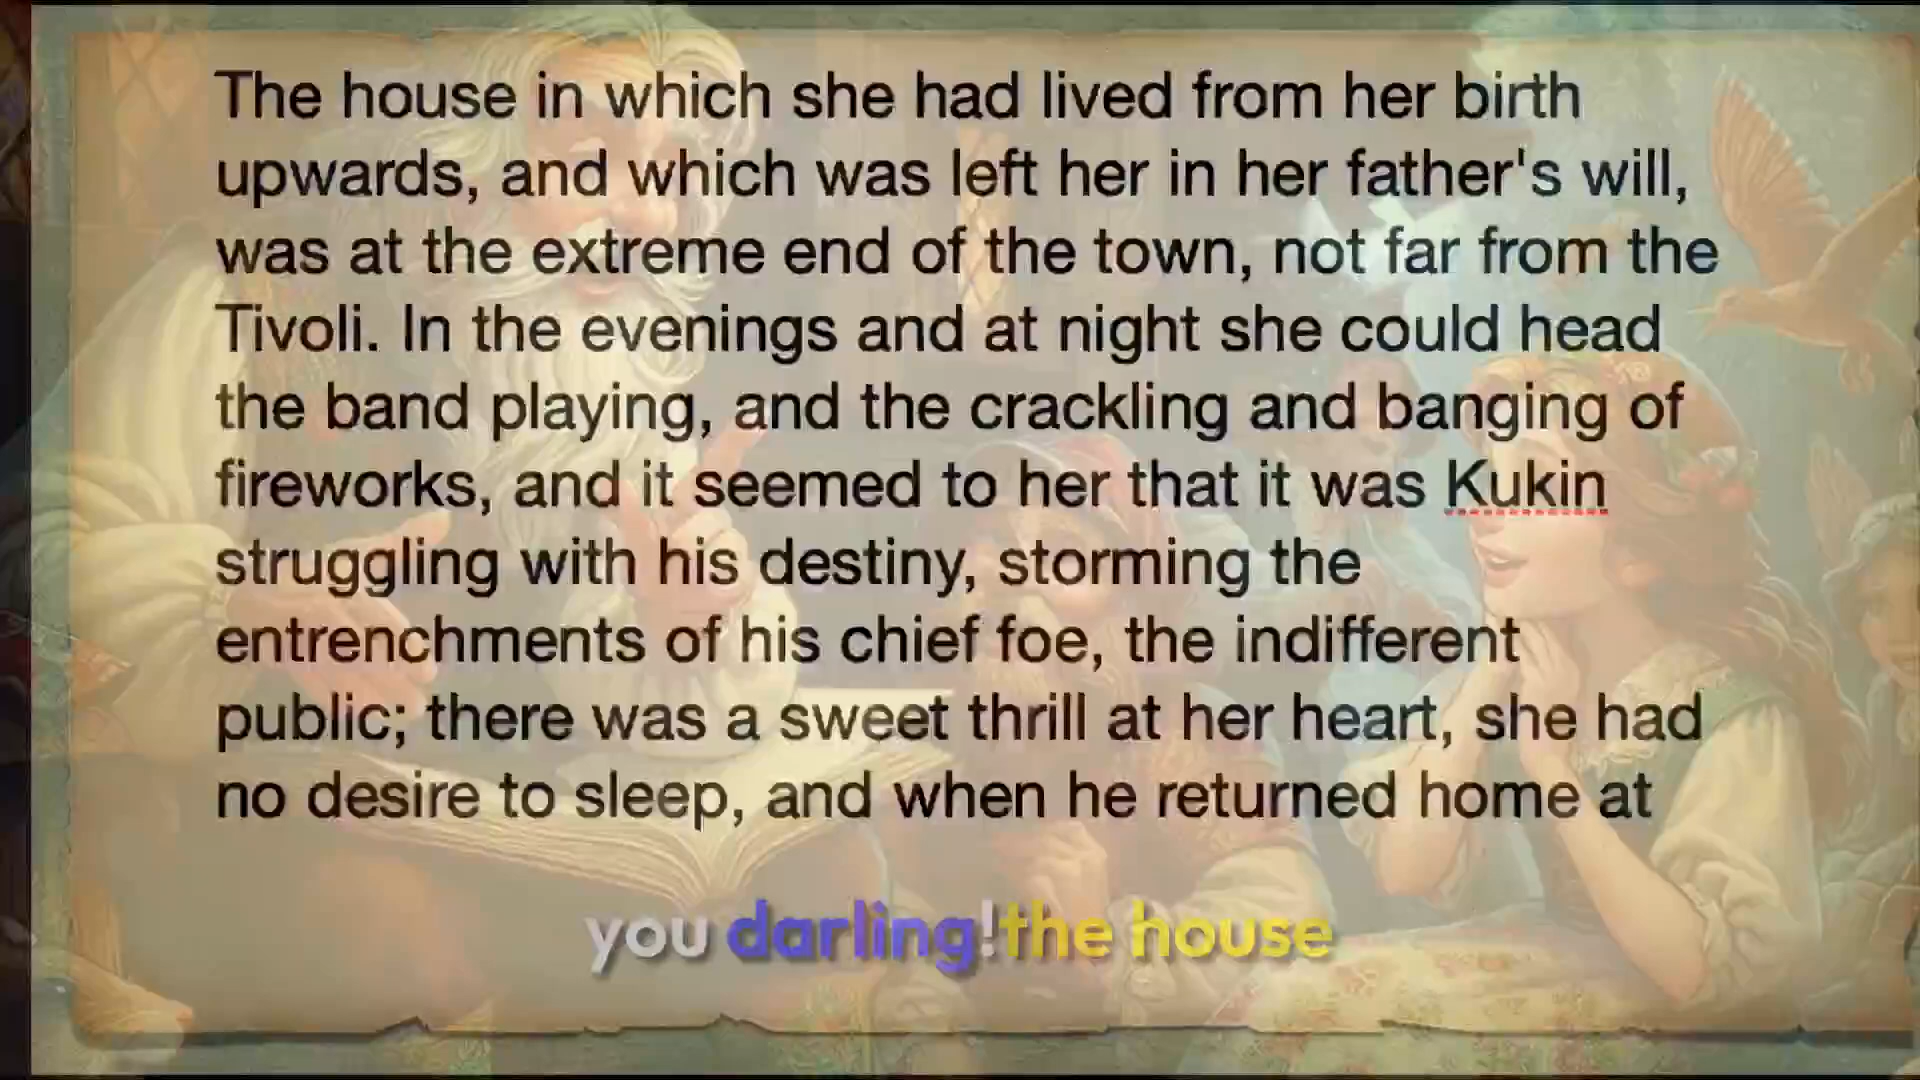 The house in which she had lived from her birth
upwards, and which was left her in her father's will,
was at the extreme end of the town, not far from the
Tivoli. In the evenings and at night she could head
the band playing, and the crackling and banging of
fireworks, and it seemed to her that it was Kukin
struggling with his destiny, storming the
entrenchments of his chief foe, the indifferent
public; there was a sweet thrill at her heart, she had
no desire to sleep, and when he returned home at
you darling!the house